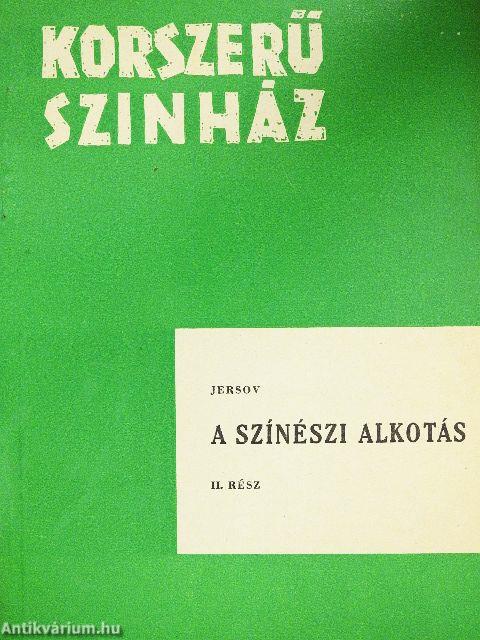 KORSZERŰ
SZINHÁZ
JERSOV
A SZÍNÉSZI ALKOTÁS
II. RÉSZ
Antikvárium.hu